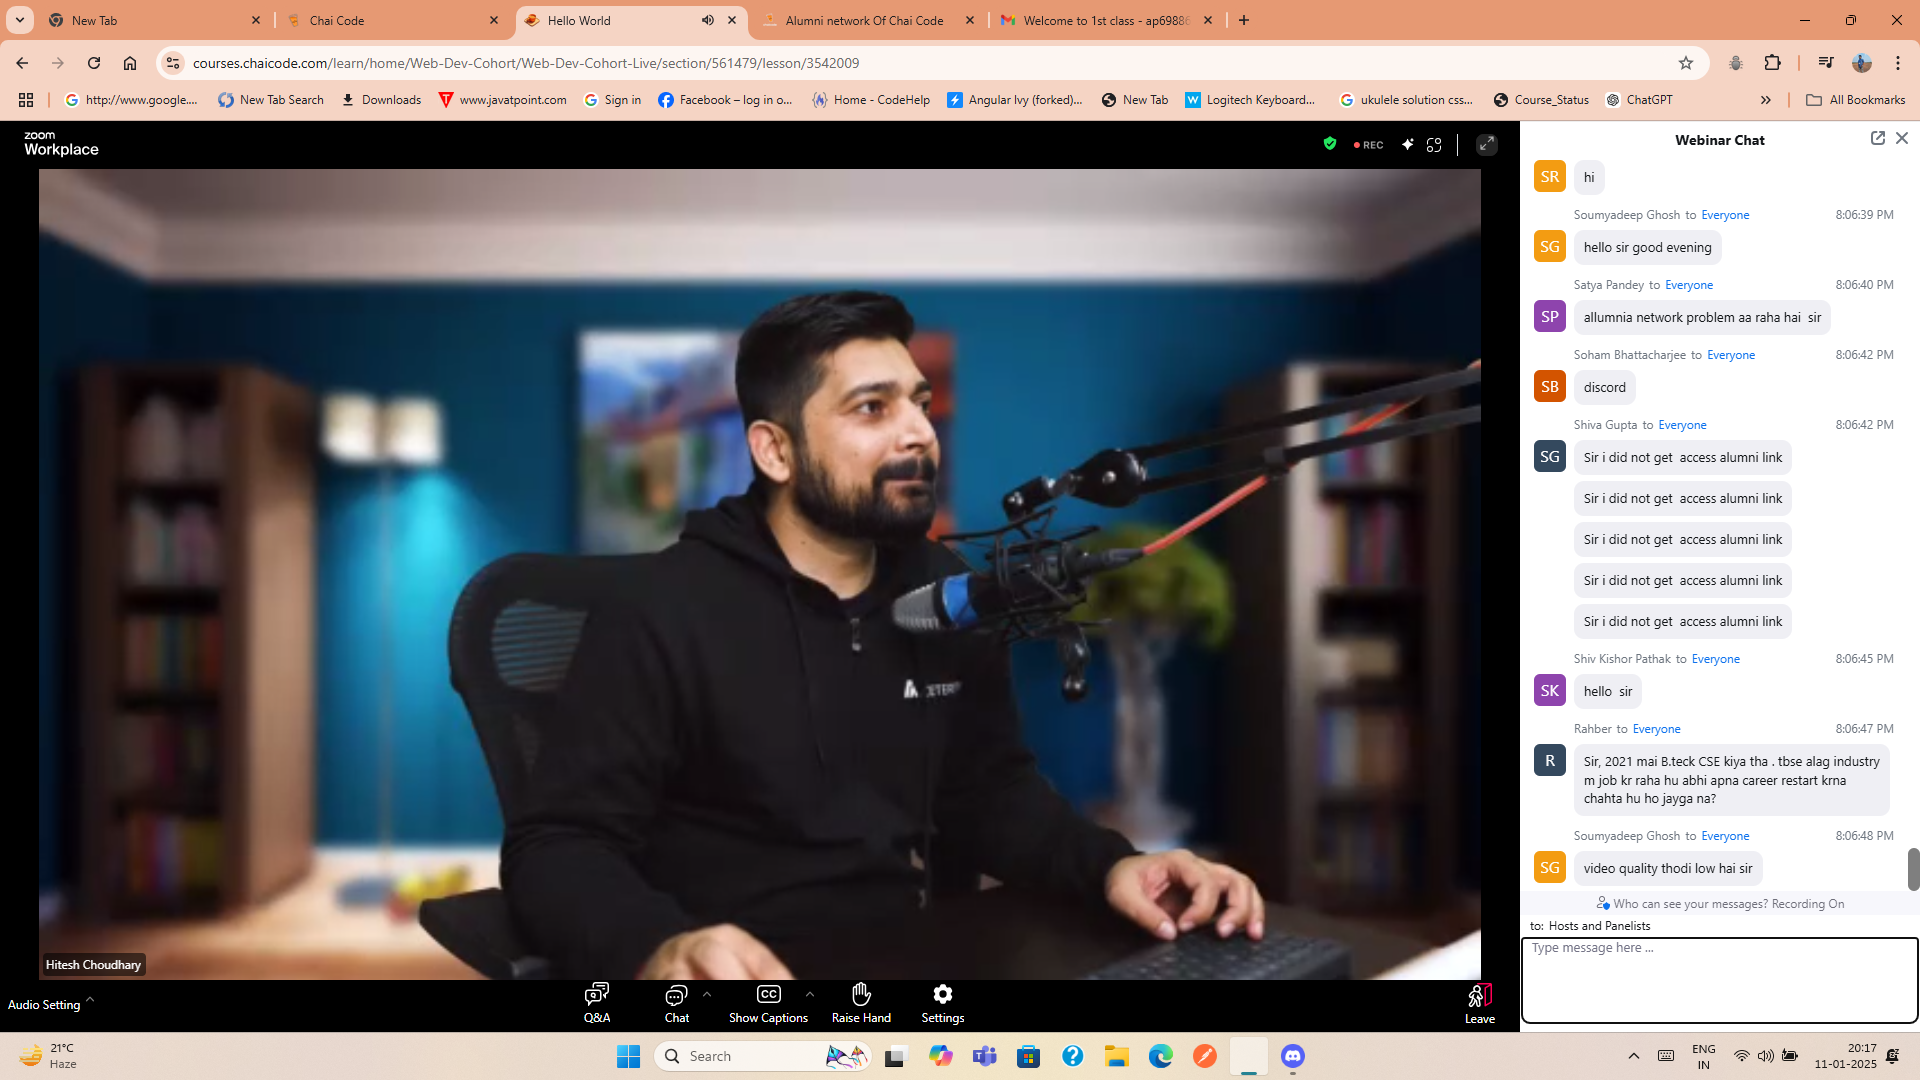 New Tab
Chai Code
Hello World
Alumni network Of Chai Code
Welcome to 1st class - ap69886
courses.chaicode.com/learn/home/Web-Dev-Cohort/Web-Dev-Cohort-Live/section/561479/lesson/3542009
http://www.google....
New Tab Search
Downloads
www.javatpoint.com
Sign in
Facebook – log in o...
Home - CodeHelp
Angular Ivy (forked)...
New Tab
Logitech Keyboard...
ukulele solution css...
Course_Status
ChatGPT
All Bookmarks
zoom
Workplace
REC
Hitesh Choudhary
Audio Setting
Q&A
Chat
CC
Show Captions
Raise Hand
Settings
Leave
Webinar Chat
SR
hi
Soumyadeep Ghosh to Everyone 8:06:39 PM
SG
hello sir good evening
Satya Pandey to Everyone 8:06:40 PM
SP
allumnia network problem aa raha hai sir
Soham Bhattacharjee to Everyone 8:06:42 PM
SB
discord
Shiva Gupta to Everyone 8:06:42 PM
SG
Sir i did not get access alumni link
Sir i did not get access alumni link
Sir i did not get access alumni link
Sir i did not get access alumni link
Sir i did not get access alumni link
Shiv Kishor Pathak to Everyone 8:06:45 PM
SK
hello sir
Rahber to Everyone 8:06:47 PM
R
Sir, 2021 mai B.teck CSE kiya tha . tbse alag industry
m job kr raha hu abhi apna career restart krna
chahta hu ho jayga na?
Soumyadeep Ghosh to Everyone 8:06:48 PM
SG
video quality thodi low hai sir
Who can see your messages? Recording On
to: Hosts and Panelists
Type message here ...
21°C
Haze
Search
ENG
IN
20:17
11-01-2025